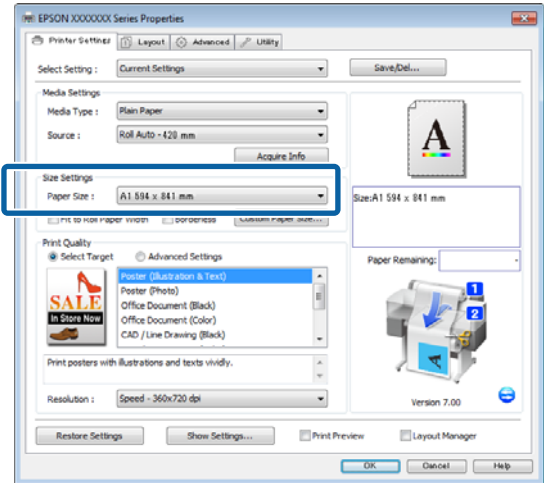 EPSON XXXXXXX Series Properties
Printer Settings Layout Advanced Utility
Select Setting : Current Settings Save/Del...
Media Settings
Media Type : Plain Paper
Source : Roll Auto - 420 mm
Acquire Info
Size Settings
Paper Size : A1 594 x 841 mm
Fit to Roll Paper Width Borderless Custom Paper Size...
A
Size:A1 594 x 841 mm
Print Quality
Select Target Advanced Settings
SALE
In Store Now
Poster (Illustration & Text)
Poster (Photo)
Office Document (Black)
Office Document (Color)
CAD / Line Drawing (Black)
Print posters with illustrations and texts vividly.
Resolution : Speed - 360x720 dpi
Paper Remaining:
1
2
A
Version 7.00
Restore Settings Show Settings... Print Preview Layout Manager
OK Cancel Help